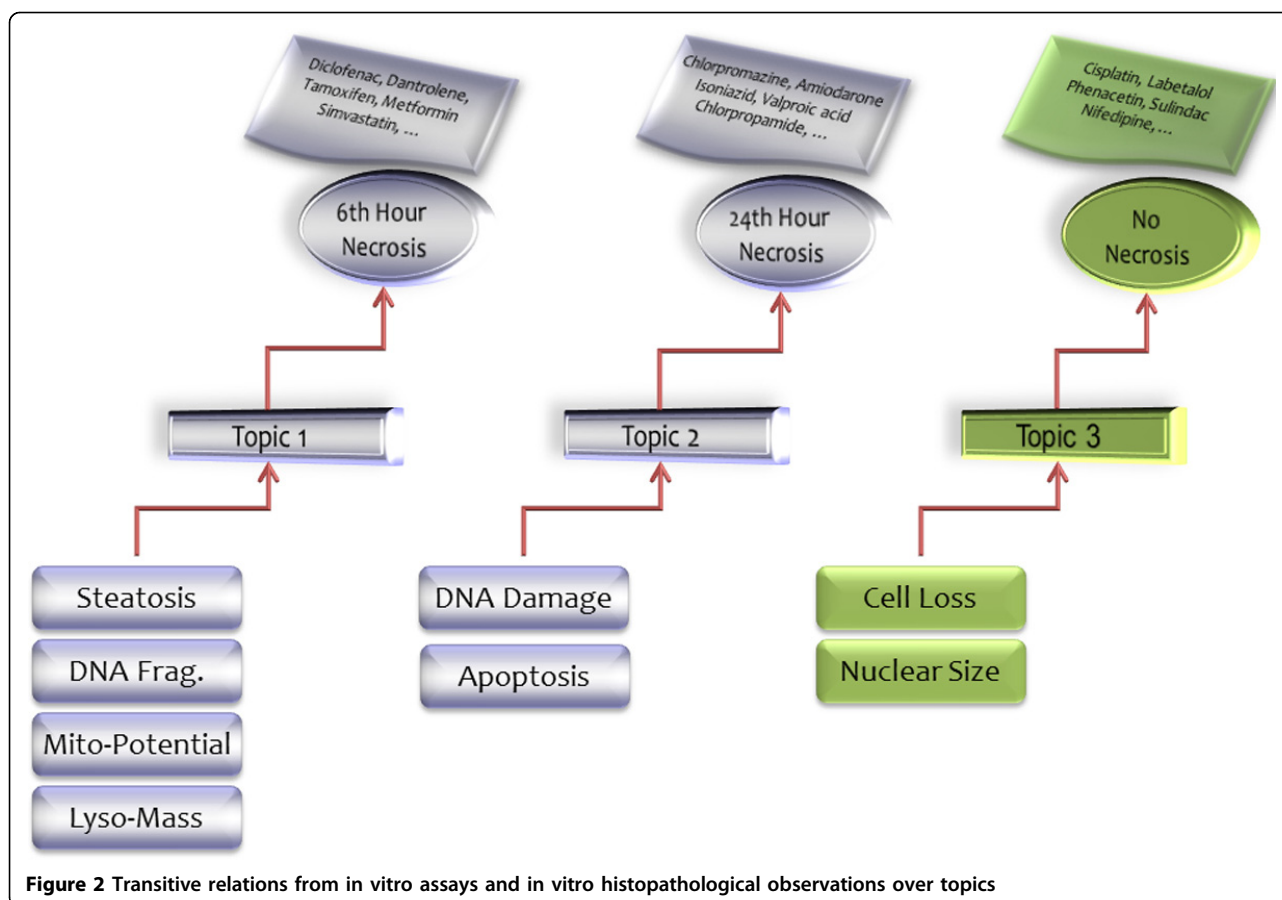 Diclofenac, Dantrolene,
Tamoxifen, Metformin
Simvastatin, ...
Chlorpromazine, Amiodarone
Isoniazid, Valproic acid
Chlorpropamide, ...
Cisplatin, Labetalol
Phenacetin, Sulindac
Nifedipine, ...
6th Hour
Necrosis
24th Hour
Necrosis
No
Necrosis
Topic 1
Topic 2
Topic 3
Steatosis
DNA Frag.
Mito-Potential
Lyso-Mass
DNA Damage
Apoptosis
Cell Loss
Nuclear Size
Figure 2 Transitive relations from in vitro assays and in vitro histopathological observations over topics